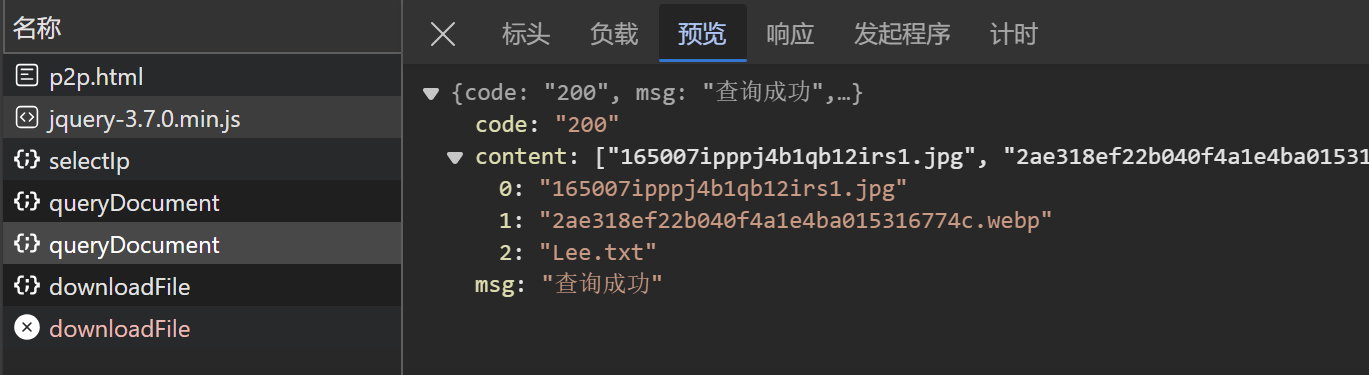 名称
p2p.html
jquery-3.7.0.min.js
selectIp
queryDocument
queryDocument
downloadFile
downloadFile
标头 负载 预览 响应 发起程序 计时
{code: "200", msg: "查询成功",…}
code: "200"
content: ["165007ipppj4b1qb12irs1.jpg", "2ae318ef22b040f4a1e4ba01531
0: "165007ipppj4b1qb12irs1.jpg"
1: "2ae318ef22b040f4a1e4ba015316774c.webp"
2: "Lee.txt"
msg: "查询成功"